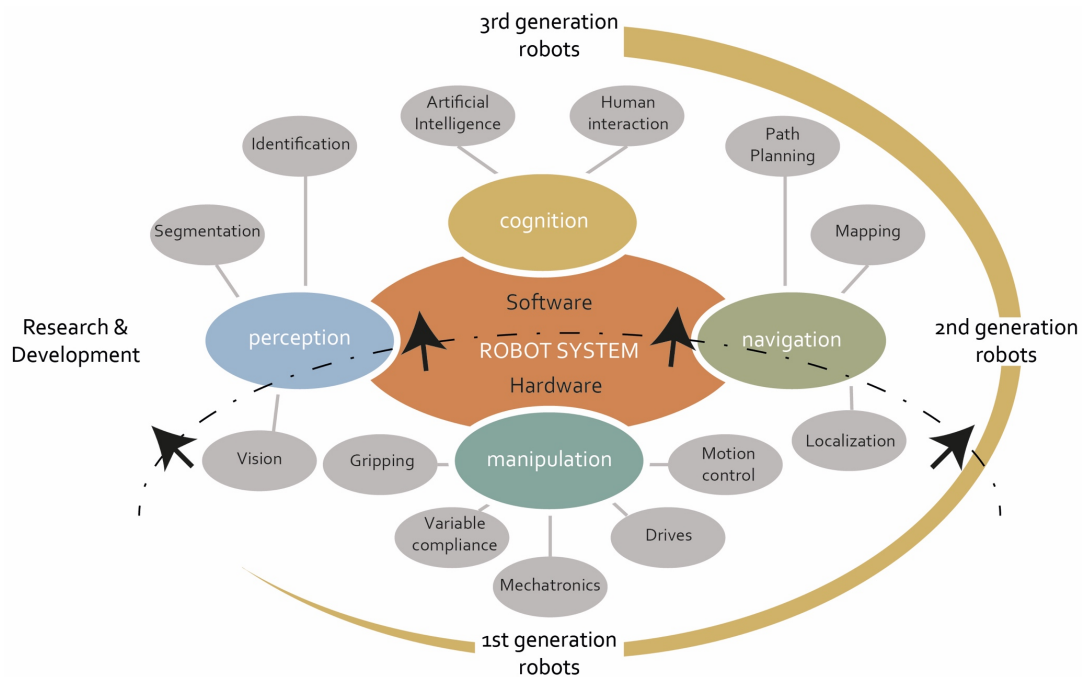 3rd generation
robots
Artificial
Intelligence
Human
interaction
Path
Planning
Identification
Segmentation
cognition
Mapping
Software
Research &
Development
perception
ROBOT SYSTEM
navigation
2nd generation
robots
Hardware
Vision
Gripping
manipulation
Motion
control
Localization
Variable
compliance
Drives
Mechatronics
1st generation
robots